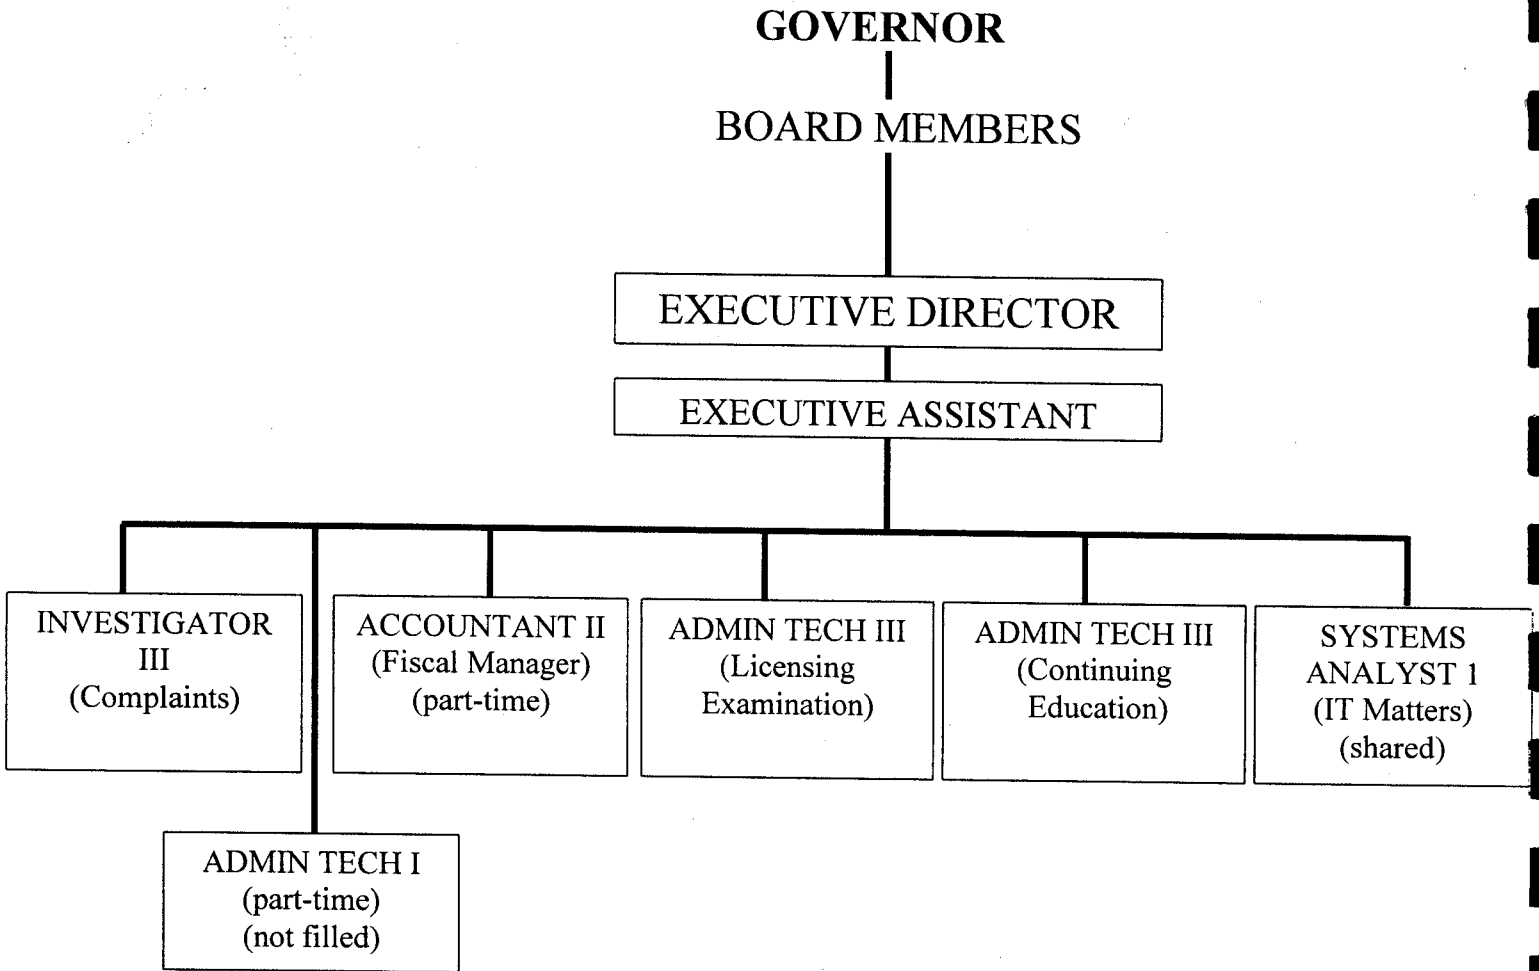 GOVERNOR
BOARD MEMBERS
EXECUTIVE DIRECTOR
EXECUTIVE ASSISTANT
INVESTIGATOR
III
(Complaints)
ACCOUNTANT II
(Fiscal Manager)
(part-time)
ADMIN TECH III
(Licensing
Examination)
ADMIN TECH III
(Continuing
Education)
SYSTEMS
ANALYST 1
(IT Matters)
(shared)
ADMIN TECH I
(part-time)
(not filled)